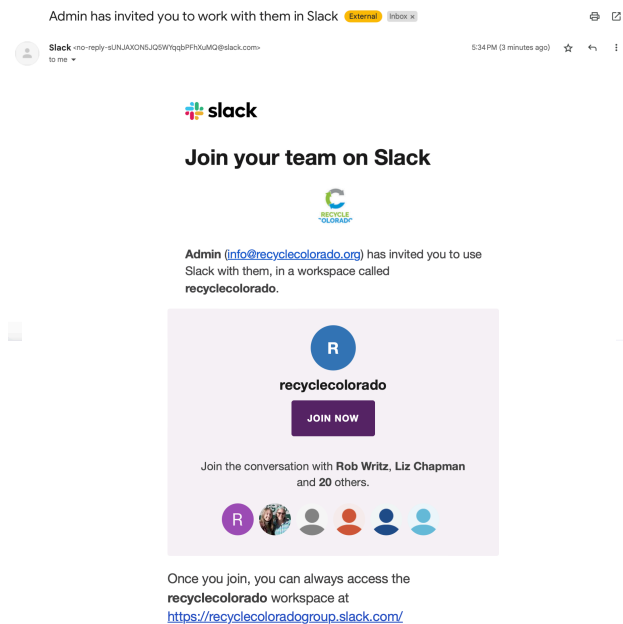 Admin has invited you to work with them in Slack External Inbox ×
Slack <no-reply-sUNJAXON5JQ5WYqqbPFhXuMQ@slack.com> 5:34 PM (3 minutes ago)
to me
slack
Join your team on Slack
RECYCLE
COLORADO
Admin (info@recyclecolorado.org) has invited you to use
Slack with them, in a workspace called
recyclecolorado.
R
recyclecolorado
JOIN NOW
Join the conversation with Rob Writz, Liz Chapman
and 20 others.
R
Once you join, you can always access the
recyclecolorado workspace at
https://recyclecoloradogroup.slack.com/